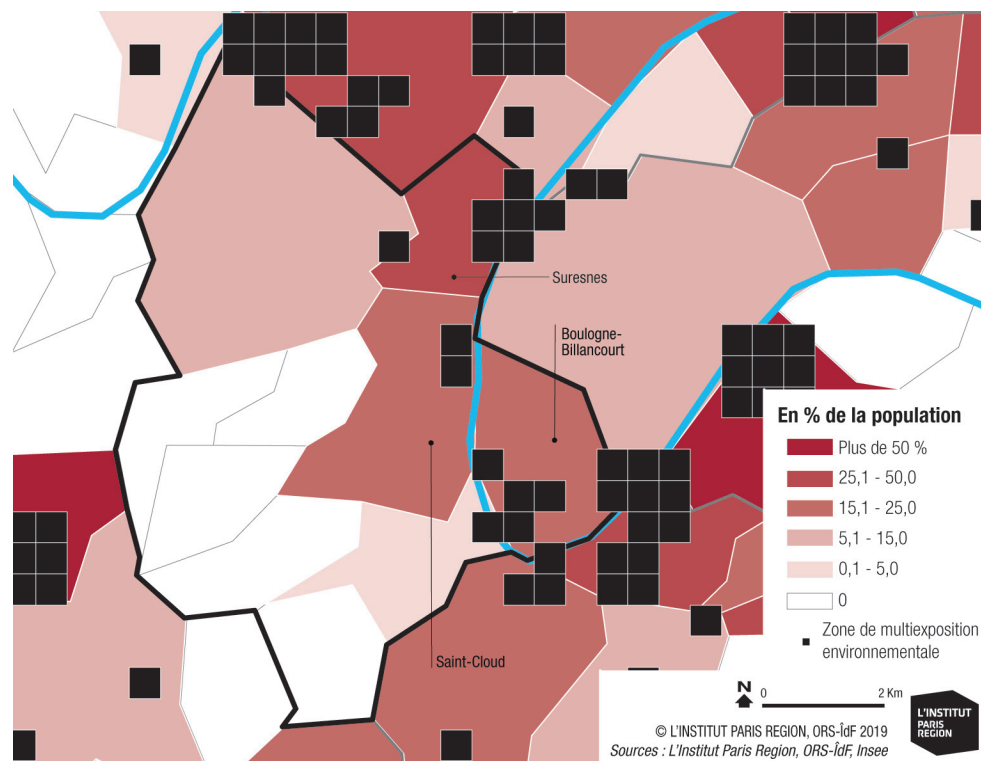 Suresnes
Boulogne-
Billancourt
Saint-Cloud
En % de la population
Plus de 50 %
25,1 - 50,0
15,1 - 25,0
5,1 - 15,0
0,1 - 5,0
0
Zone de multiexposition
environnementale
N 0 2 Km
L'INSTITUT
PARIS
REGION
© L'INSTITUT PARIS REGION, ORS-ÎdF 2019
Sources : L'Institut Paris Region, ORS-ÎdF, Insee